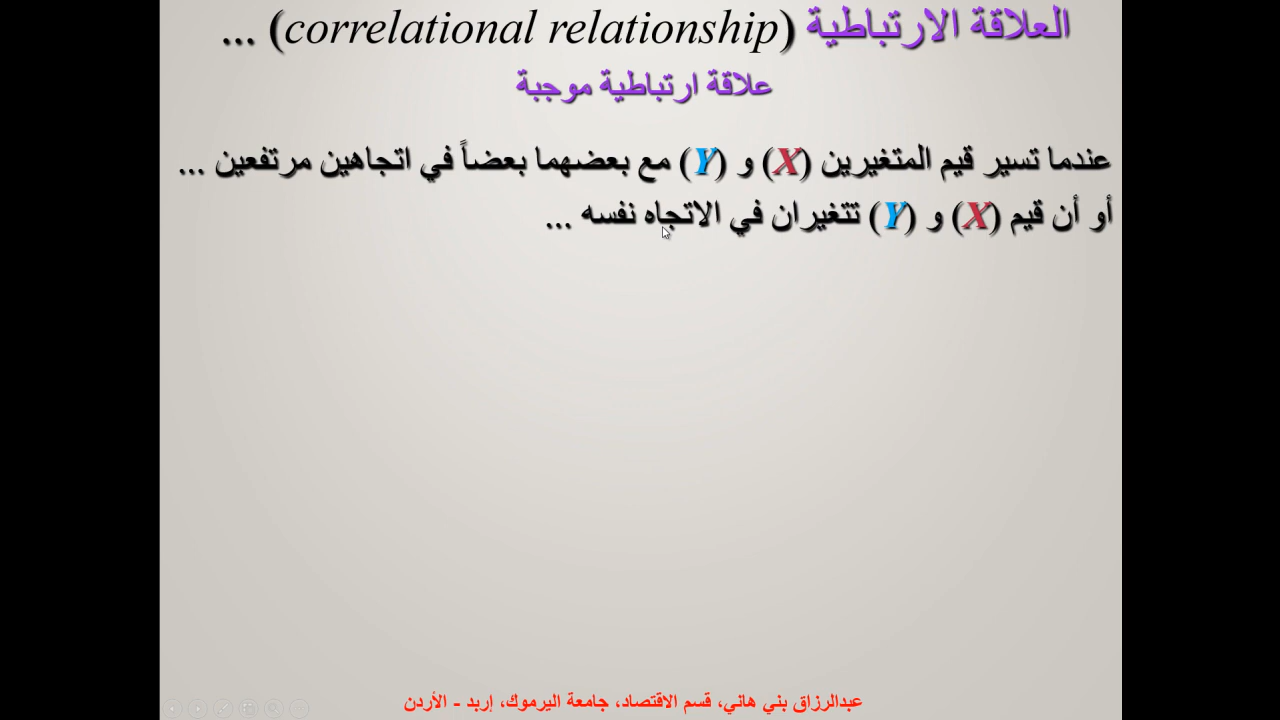 العلاقة الارتباطية (correlational relationship) ...
علاقة ارتباطية موجبة
عندما تسير قيم المتغيرين (X) و (Y) مع بعضهما بعضاً في اتجاهين مرتفعين ...
أو أن قيم (X) و (Y) تتغيران في الاتجاه نفسه ...
عبدالرزاق بني هاني، قسم الاقتصاد، جامعة اليرموك، إربد - الأردن